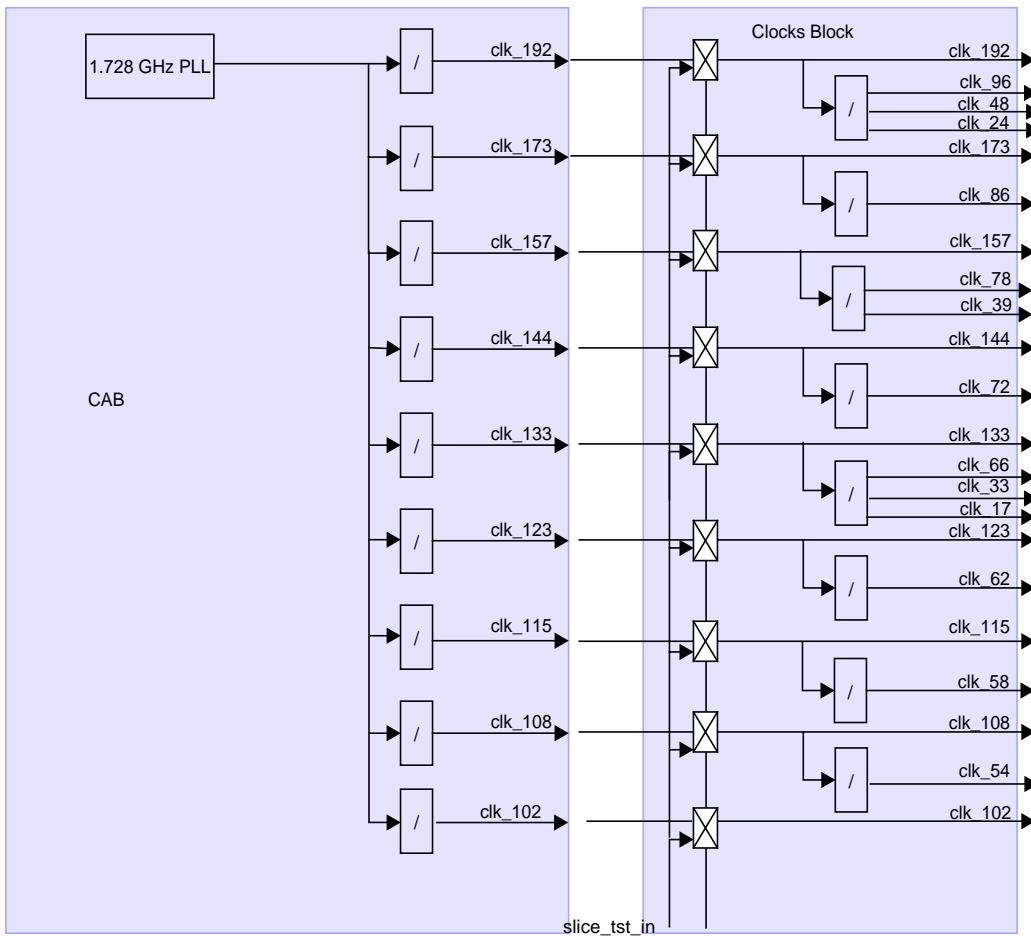 Clocks Block
1.728 GHz PLL
CAB
/
clk_192
clk_192
/
clk_96
clk_48
clk_24
/
clk_173
clk_173
/
clk_86
/
clk_157
clk_157
/
clk_78
clk_39
/
clk_144
clk_144
/
clk_72
/
clk_133
clk_133
/
clk_66
clk_33
clk_17
/
clk_123
clk_123
/
clk_62
/
clk_115
clk_115
/
clk_58
/
clk_108
clk_108
/
clk_54
/
clk_102
clk_102
slice_tst_in